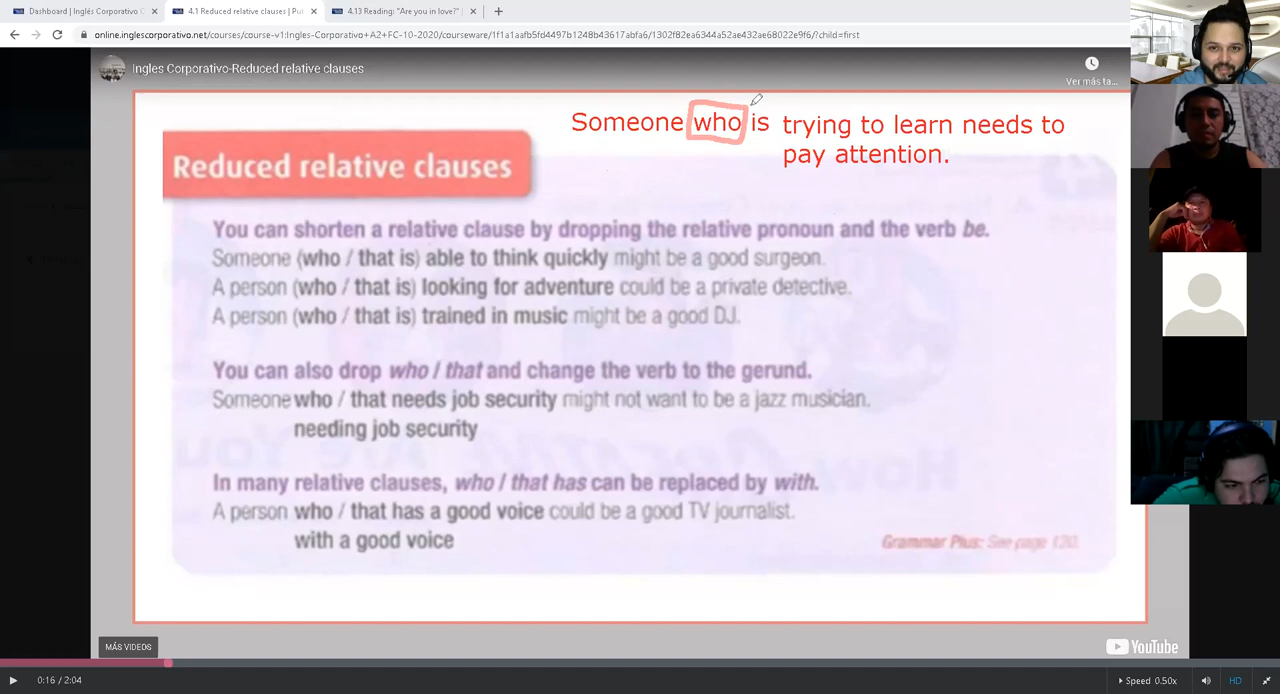 Dashboard | Inglés Corporativo C
4.1 Reduced relative clauses | Pu
4.13 Reading: "Are you in love?" |
online.inglescorporativo.net/courses/course-v1:Ingles-Corporativo+A2+FC-10-2020/courseware/1f1a1aafb5fd4497b1248b43617abfa6/1302f82ea6344a52ae432ae68022e9f6/?child=first
Ingles Corporativo-Reduced relative clauses
Ver más ta...
Someone who is trying to learn needs to
pay attention.
Reduced relative clauses
You can shorten a relative clause by dropping the relative pronoun and the verb be.
Someone (who / that is) able to think quickly might be a good surgeon.
A person (who / that is) looking for adventure could be a private detective.
A person (who / that is) trained in music might be a good DJ.
You can also drop who / that and change the verb to the gerund.
Someone who / that needs job security might not want to be a jazz musician.
needing job security
In many relative clauses, who / that has can be replaced by with.
A person who / that has a good voice could be a good TV journalist.
with a good voice
Grammar Plus: See page 120.
MÁS VIDEOS
YouTube
0:16 / 2:04
Speed 0.50x
HD